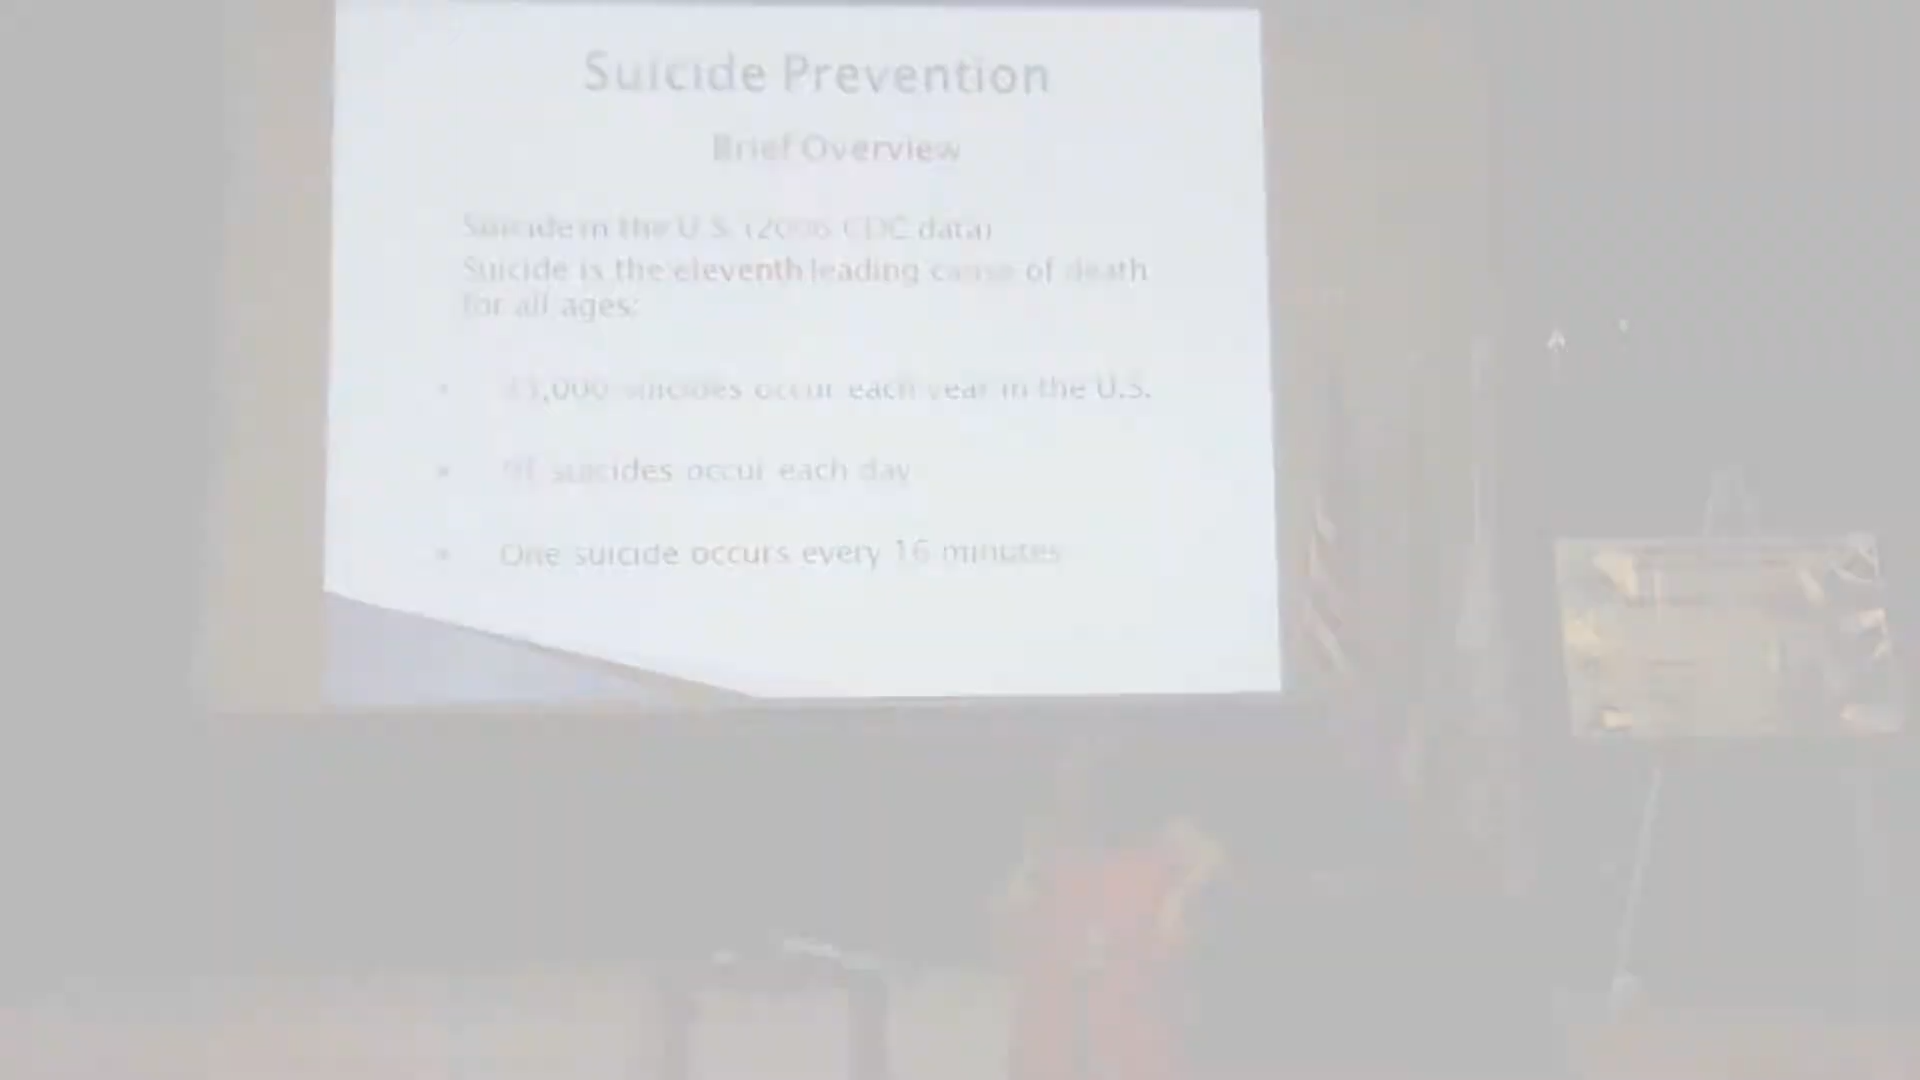 Suicide Prevention
Brief Overview
Suicide in the U.S. (2006 CDC data)
Suicide is the eleventh leading cause of death
for all ages:
suicides occur each year in the U.S.
suicides occur each day
One suicide occurs every 16 minutes